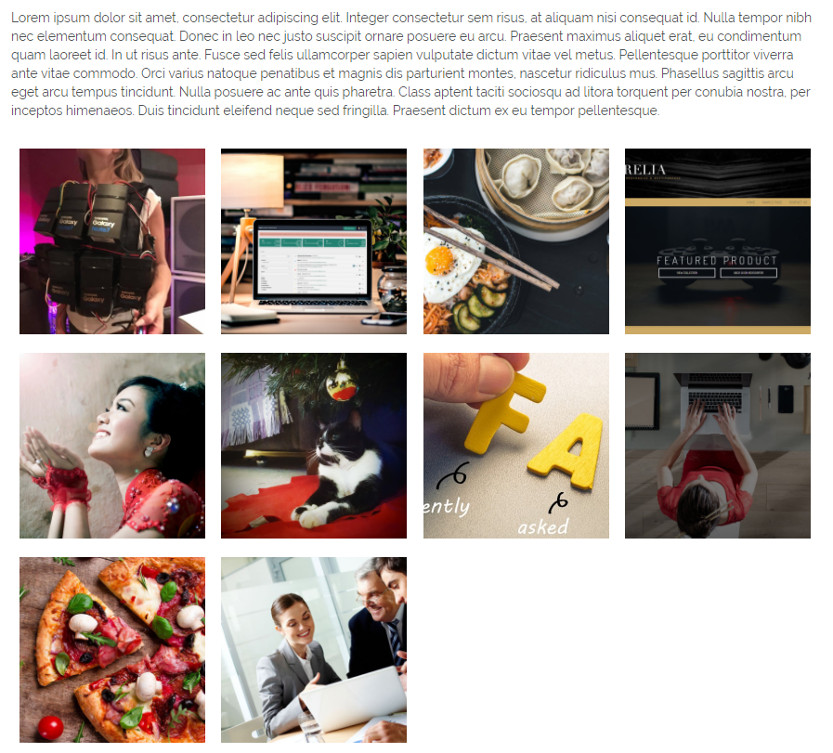 Lorem ipsum dolor sit amet, consectetur adipiscing elit. Integer consectetur sem risus, at aliquam nisi consequat id. Nulla tempor nibh
nec elementum consequat. Donec in leo nec justo suscipit ornare posuere eu arcu. Praesent maximus aliquet erat, eu condimentum
quam laoreet id. In ut risus ante. Fusce sed felis ullamcorper sapien vulputate dictum vitae vel metus. Pellentesque porttitor viverra
ante vitae commodo. Orci varius natoque penatibus et magnis dis parturient montes, nascetur ridiculus mus. Phasellus sagittis arcu
eget arcu tempus tincidunt. Nulla posuere ac ante quis pharetra. Class aptent taciti sociosqu ad litora torquent per conubia nostra, per
inceptos himenaeos. Duis tincidunt eleifend neque sed fringilla. Praesent dictum ex eu tempor pellentesque.
Galaxy
Galaxy
Galaxy
Galaxy
RELIA
FEATURED PRODUCT
F A
ently
asked